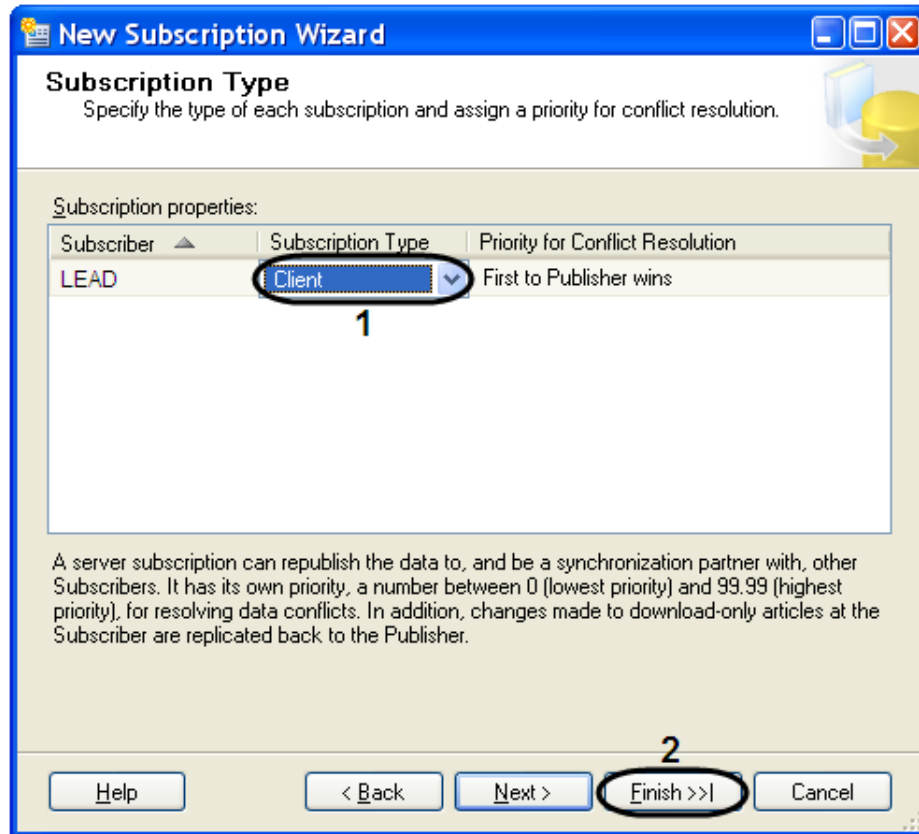 New Subscription Wizard
Subscription Type
Specify the type of each subscription and assign a priority for conflict resolution.
Subscription properties:
Subscriber Subscription Type Priority for Conflict Resolution
LEAD Client First to Publisher wins
1
A server subscription can republish the data to, and be a synchronization partner with, other
Subscribers. It has its own priority, a number between 0 (lowest priority) and 99.99 (highest
priority), for resolving data conflicts. In addition, changes made to download-only articles at the
Subscriber are replicated back to the Publisher.
2
Help < Back Next > Finish >>| Cancel